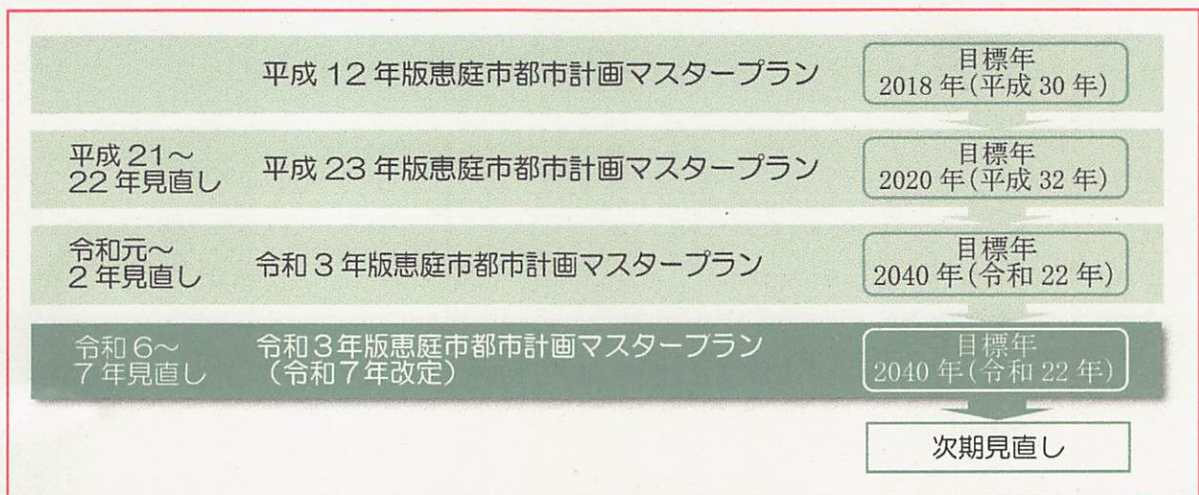 平成 12 年版恵庭市都市計画マスタープラン
目標年
2018 年(平成 30 年)
平成 21～
22 年見直し
平成 23 年版恵庭市都市計画マスタープラン
目標年
2020 年(平成 32 年)
令和元～
2 年見直し
令和 3 年版恵庭市都市計画マスタープラン
目標年
2040 年(令和 22 年)
令和 6～
7 年見直し
令和 3 年版恵庭市都市計画マスタープラン
（令和 7 年改定）
目標年
2040 年(令和 22 年)
次期見直し